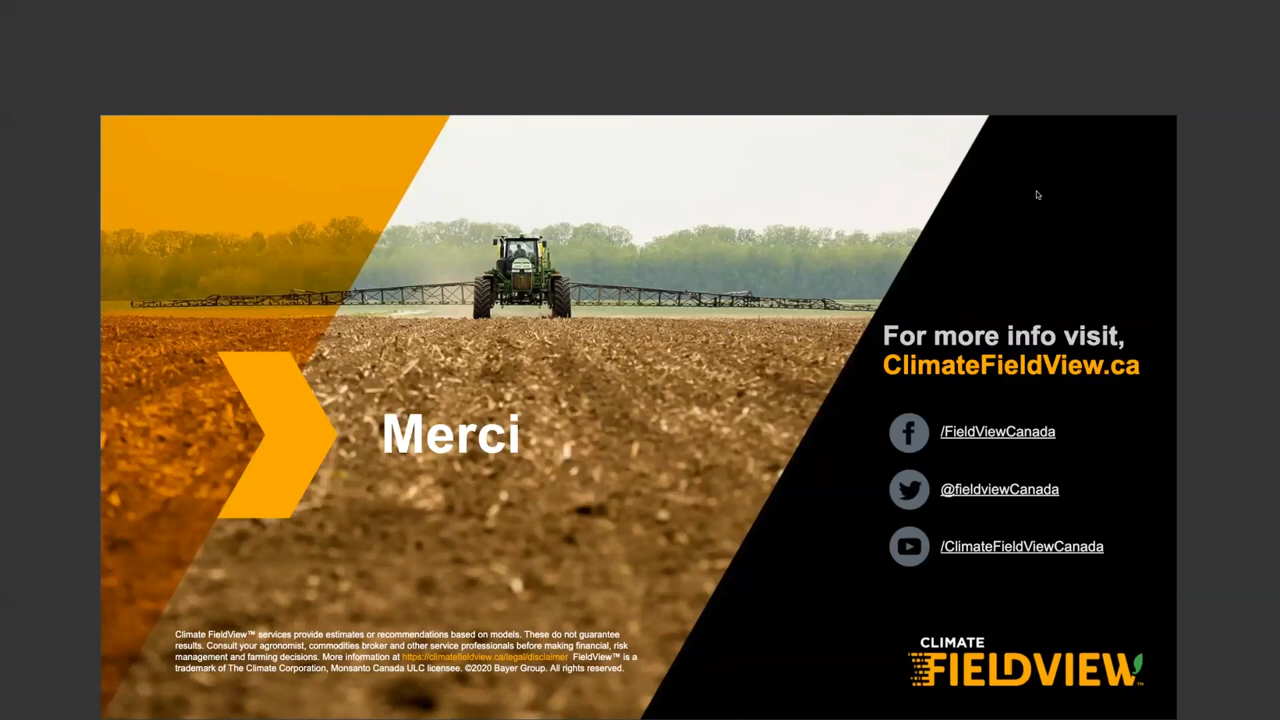 For more info visit,
ClimateFieldView.ca
/FieldViewCanada
Merci
@fieldviewCanada
/ClimateFieldViewCanada
Climate FieldView™ services provide estimates or recommendations based on models. These do not guarantee
results. Consult your agronomist, commodities broker and other service professionals before making financial, risk
management and farming decisions. More information at https://climatefieldview.ca/legal/disclaimer FieldView™ is a
trademark of The Climate Corporation, Monsanto Canada ULC licensee. ©2020 Bayer Group. All rights reserved.
CLIMATE
FIELDVIEW™